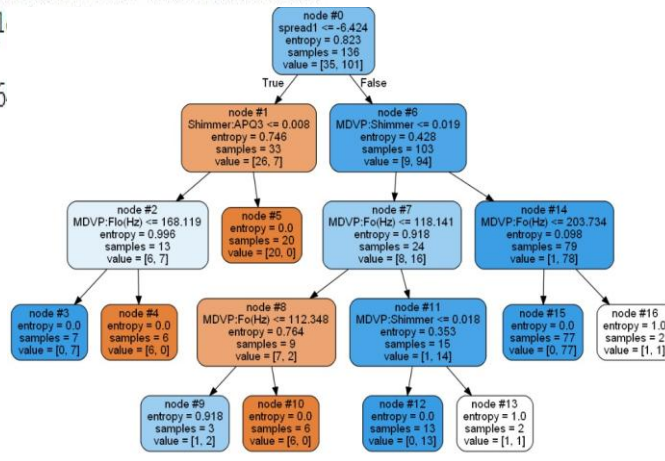 node #0
spread1 <= -6.424
entropy = 0.823
samples = 136
value = [35, 101]
True
False
node #1
Shimmer:APQ3 <= 0.008
entropy = 0.746
samples = 33
value = [26, 7]
node #6
MDVP:Shimmer <= 0.019
entropy = 0.428
samples = 103
value = [9, 94]
node #2
MDVP:Flo(Hz) <= 168.119
entropy = 0.996
samples = 13
value = [6, 7]
node #5
entropy = 0.0
samples = 20
value = [20, 0]
node #7
MDVP:Fo(Hz) <= 118.141
entropy = 0.918
samples = 24
value = [8, 16]
node #14
MDVP:Fo(Hz) <= 203.734
entropy = 0.098
samples = 79
value = [1, 78]
node #3
entropy = 0.0
samples = 7
value = [0, 7]
node #4
entropy = 0.0
samples = 6
value = [6, 0]
node #8
MDVP:Fo(Hz) <= 112.348
entropy = 0.764
samples = 9
value = [7, 2]
node #11
MDVP:Shimmer <= 0.018
entropy = 0.353
samples = 15
value = [1, 14]
node #15
entropy = 0.0
samples = 77
value = [0, 77]
node #16
entropy = 1.0
samples = 2
value = [1, 1]
node #9
entropy = 0.918
samples = 3
value = [1, 2]
node #10
entropy = 0.0
samples = 6
value = [6, 0]
node #12
entropy = 0.0
samples = 13
value = [0, 13]
node #13
entropy = 1.0
samples = 2
value = [1, 1]